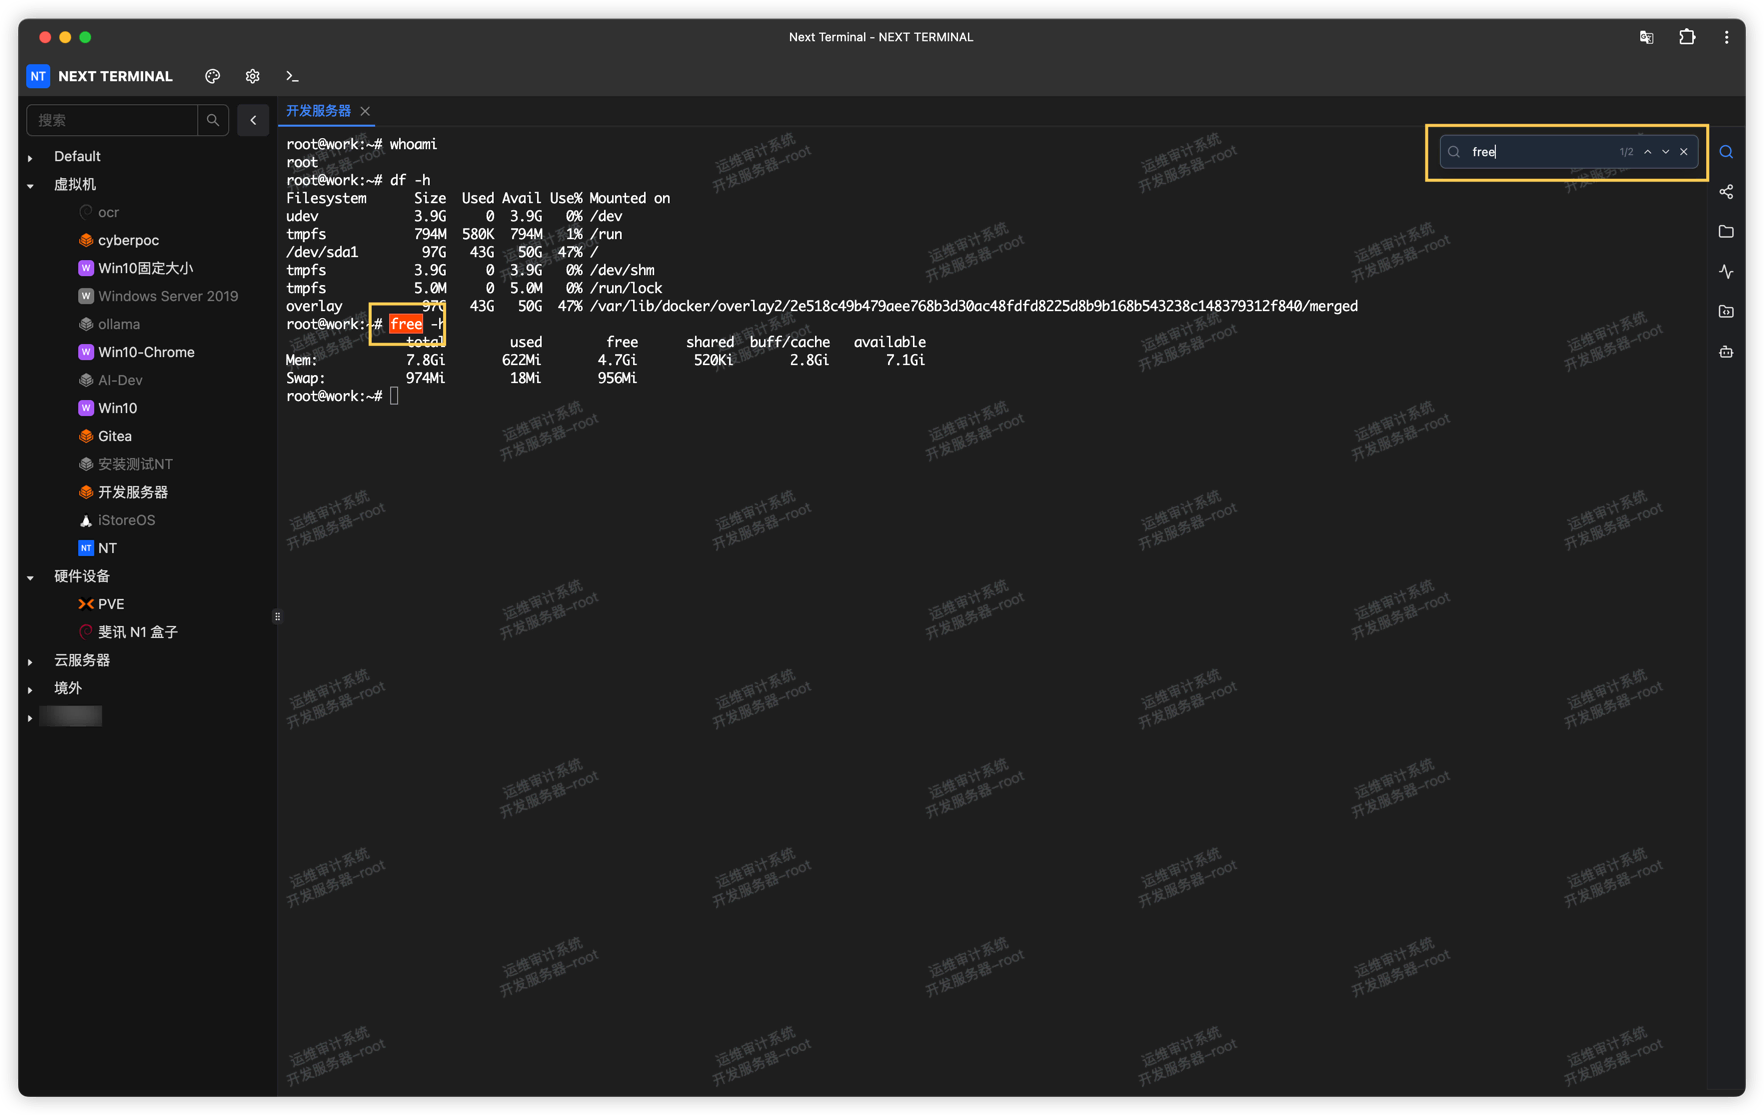 Next Terminal - NEXT TERMINAL
NT NEXT TERMINAL
搜索
Default
虚拟机
ocr
cyberpoc
W Win10固定大小
W Windows Server 2019
ollama
W Win10-Chrome
AI-Dev
W Win10
Gitea
安装测试NT
开发服务器
iStoreOS
NT NT
硬件设备
PVE
斐讯 N1 盒子
云服务器
境外
开发服务器
root@work:~# whoami
root
root@work:~# df -h
Filesystem Size Used Avail Use% Mounted on
udev 3.9G 0 3.9G 0% /dev
tmpfs 794M 580K 794M 1% /run
/dev/sda1 97G 43G 50G 47% /
tmpfs 3.9G 0 3.9G 0% /dev/shm
tmpfs 5.0M 0 5.0M 0% /run/lock
overlay 97G 43G 50G 47% /var/lib/docker/overlay2/2e518c49b479aee768b3d30ac48fdfd8225d8b9b168b543238c148379312f840/merged
root@work:~# free -h
total used free shared buff/cache available
Mem: 7.8Gi 622Mi 4.7Gi 520Ki 2.8Gi 7.1Gi
Swap: 974Mi 18Mi 956Mi
root@work:~#
free 1/2
运维审计系统
开发服务器-root